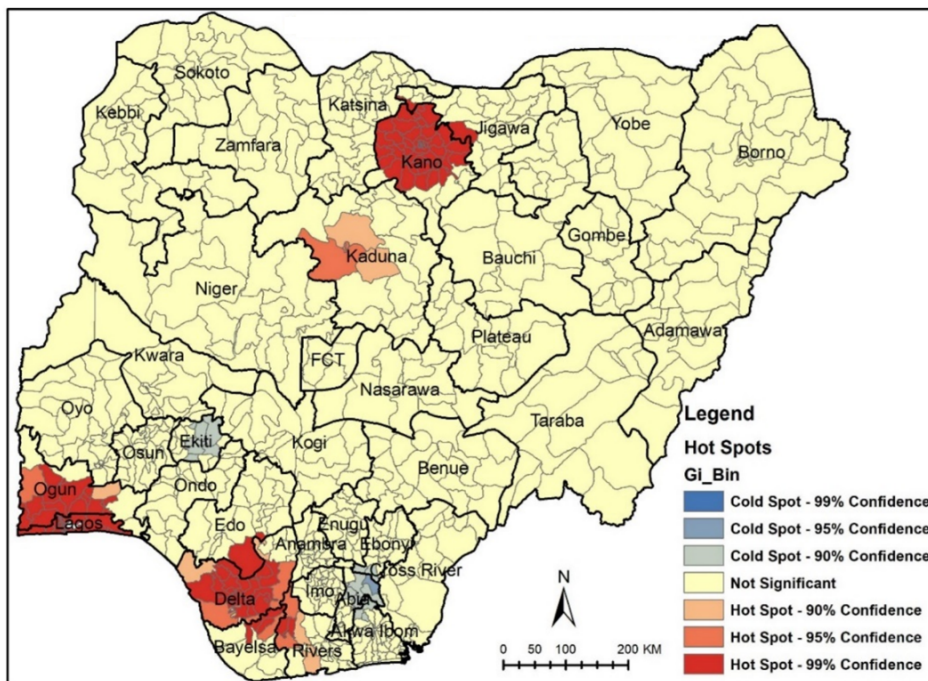 Sokoto
Kebbi
Katsina
Zamfara
Kano
Jigawa
Yobe
Borno
Kaduna
Bauchi
Gombe
Niger
Adamawa
Plateau
FCT
Nasarawa
Kwara
Taraba
Oyo
Ekiti
Osun
Kogi
Benue
Ondo
Ogun
Lagos
Edo
Enugu
Anambra
Ebonyi
Cross River
Imo
Abia
Delta
Akwa Ibom
Bayelsa
Rivers
N
0 50 100 200 KM
Legend
Hot Spots
Gi_Bin
Cold Spot - 99% Confidence
Cold Spot - 95% Confidence
Cold Spot - 90% Confidence
Not Significant
Hot Spot - 90% Confidence
Hot Spot - 95% Confidence
Hot Spot - 99% Confidence